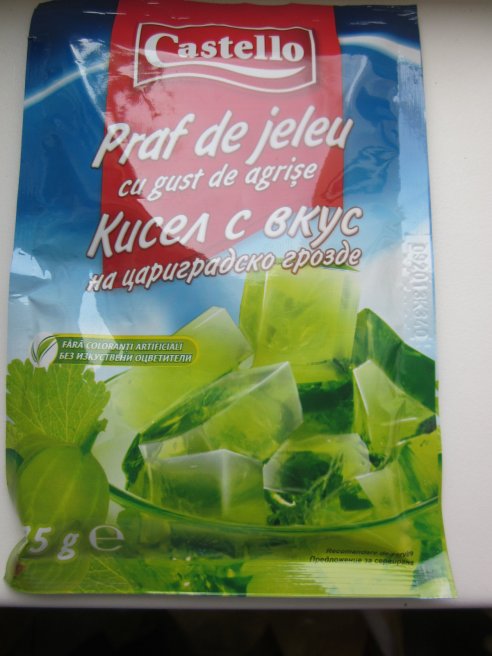 Castello
Praf de jeleu
cu gust de agrișe
Кисел с вкус
на цариградско грозде
FĂRĂ COLORANȚI ARTIFICIALI
БЕЗ ИЗКУСТВЕНИ ОЦВЕТИТЕЛИ
5 g ℮
Recomandare de
Предложение за сервиране